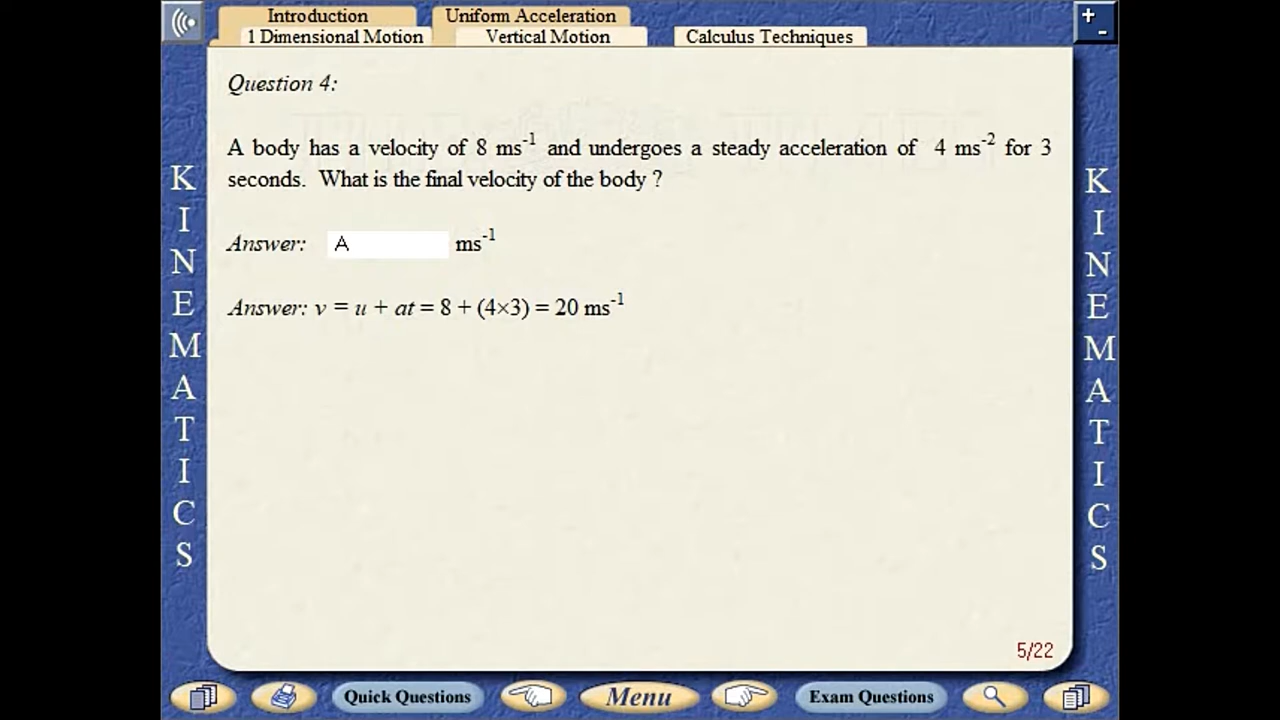 Introduction
Uniform Acceleration
1 Dimensional Motion
Vertical Motion
Calculus Techniques
+
-
Question 4:
A body has a velocity of 8 ms⁻¹ and undergoes a steady acceleration of 4 ms⁻² for 3
seconds. What is the final velocity of the body ?
Answer: A ms⁻¹
Answer: v = u + at = 8 + (4×3) = 20 ms⁻¹
KINEMATICS
KINEMATICS
5/22
Quick Questions
Menu
Exam Questions